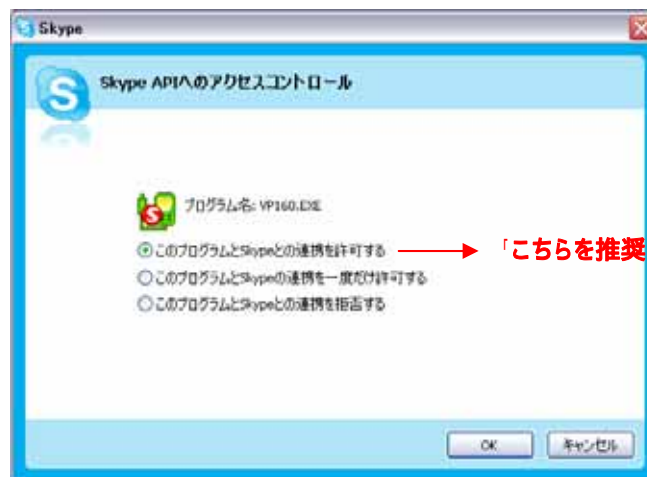 Skype
Skype APIへのアクセスコントロール
プログラム名: VP160.EXE
このプログラムとSkypeとの連携を許可する
「こちらを推奨
このプログラムとSkypeの連携を一度だけ許可する
このプログラムとSkypeとの連携を拒否する
OK
キャンセル